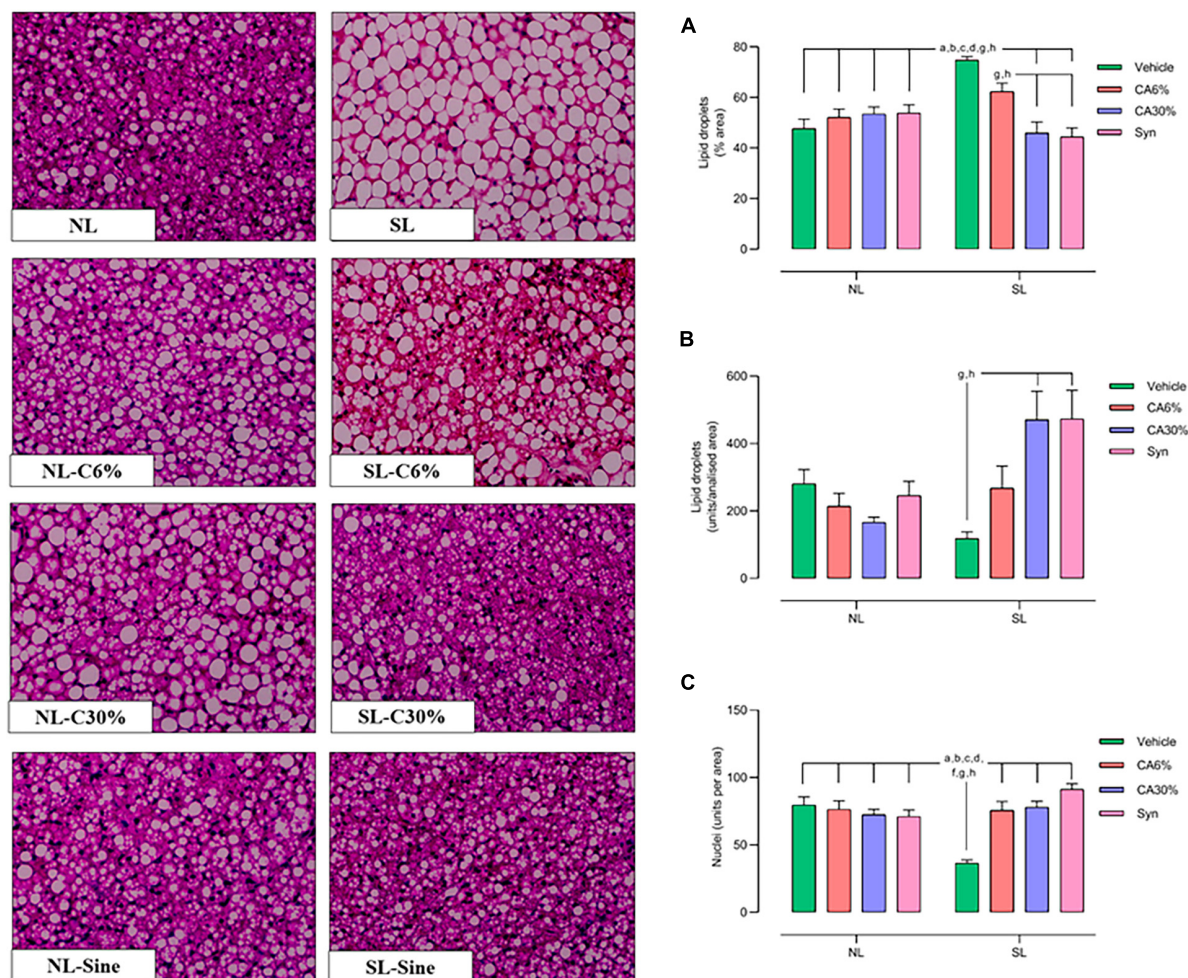 NL
SL
NL-C6%
SL-C6%
NL-C30%
SL-C30%
NL-Sine
SL-Sine
A
80
60
40
20
0
Lipid droplets
(% area)
a,b,c,d,g,h
g,h
NL
SL
Vehicle
CA6%
CA30%
Syn
B
600
400
200
0
Lipid droplets
(units/analised area)
g,h
NL
SL
Vehicle
CA6%
CA30%
Syn
C
150
100
50
0
Nuclei (units per area)
a,b,c,d,
f,g,h
NL
SL
Vehicle
CA6%
CA30%
Syn